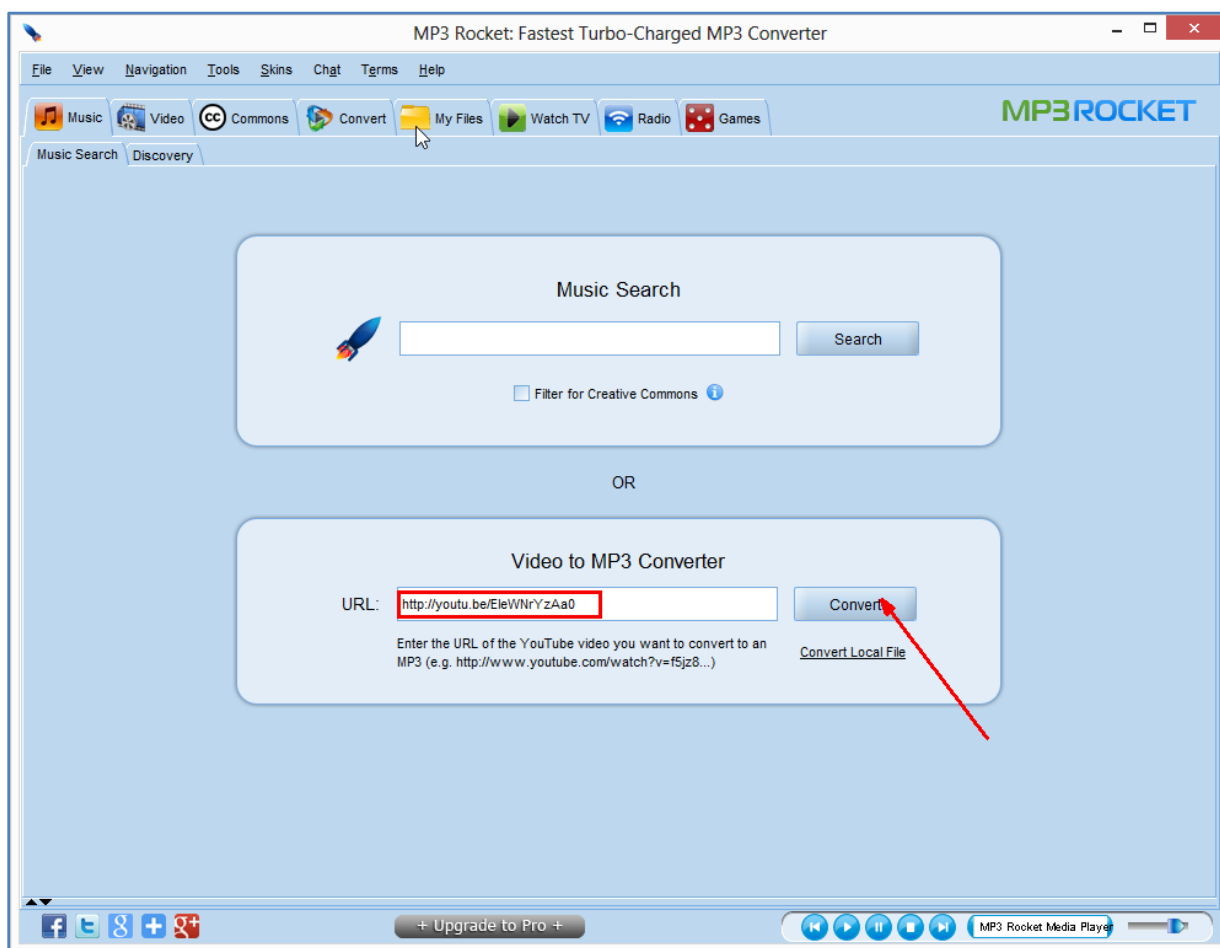 MP3 Rocket: Fastest Turbo-Charged MP3 Converter
File View Navigation Tools Skins Chat Terms Help
Music Video CC Commons Convert My Files Watch TV Radio Games MP3ROCKET
Music Search Discovery
Music Search
Search
Filter for Creative Commons i
OR
Video to MP3 Converter
URL: http://youtu.be/EleWNrYzAa0 Convert
Enter the URL of the YouTube video you want to convert to an
MP3 (e.g. http://www.youtube.com/watch?v=f5jz8...) Convert Local File
+ Upgrade to Pro + MP3 Rocket Media Player